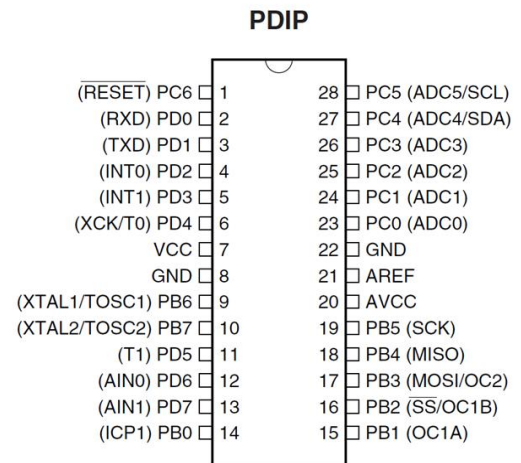 PDIP
(RESET) PC6 1 28 PC5 (ADC5/SCL)
(RXD) PD0 2 27 PC4 (ADC4/SDA)
(TXD) PD1 3 26 PC3 (ADC3)
(INT0) PD2 4 25 PC2 (ADC2)
(INT1) PD3 5 24 PC1 (ADC1)
(XCK/T0) PD4 6 23 PC0 (ADC0)
VCC 7 22 GND
GND 8 21 AREF
(XTAL1/TOSC1) PB6 9 20 AVCC
(XTAL2/TOSC2) PB7 10 19 PB5 (SCK)
(T1) PD5 11 18 PB4 (MISO)
(AIN0) PD6 12 17 PB3 (MOSI/OC2)
(AIN1) PD7 13 16 PB2 (SS/OC1B)
(ICP1) PB0 14 15 PB1 (OC1A)